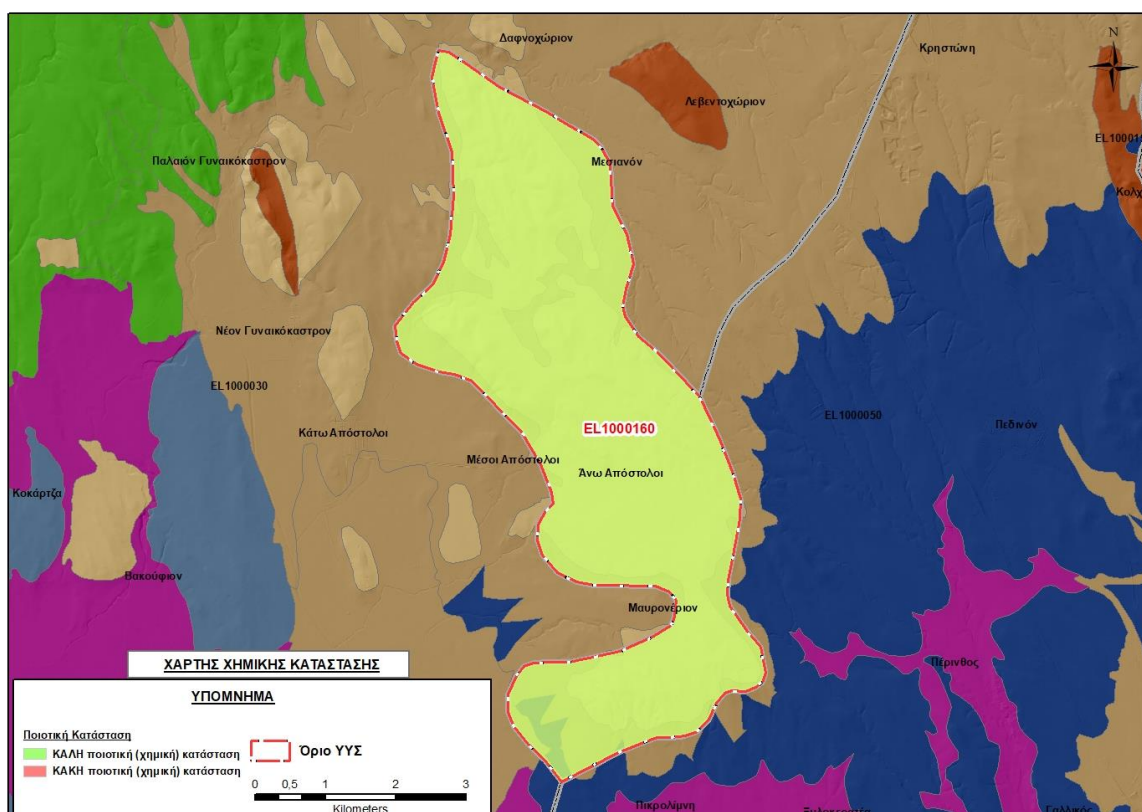 Δαφνοχώριον
Κρηστώνη
N
Λεβεντοχώριον
Παλαιόν Γυναικόκαστρον
Μεσιανόν
Νέον Γυναικόκαστρον
EL1000030
EL1000050
Πεδινόν
Κάτω Απόστολοι
EL1000160
Μέσοι Απόστολοι
Άνω Απόστολοι
Κοκάρτζα
Βακούφιον
Μαυρονέριον
Πέρινθος
ΧΑΡΤΗΣ ΧΗΜΙΚΗΣ ΚΑΤΑΣΤΑΣΗΣ
ΥΠΟΜΝΗΜΑ
Ποιοτική Κατάσταση
ΚΑΛΗ ποιοτική (χημική) κατάσταση
ΚΑΚΗ ποιοτική (χημική) κατάσταση
Όριο ΥΥΣ
0 0,5 1 2 3
Kilometers
Πικρολίμνη
Γαλλικός